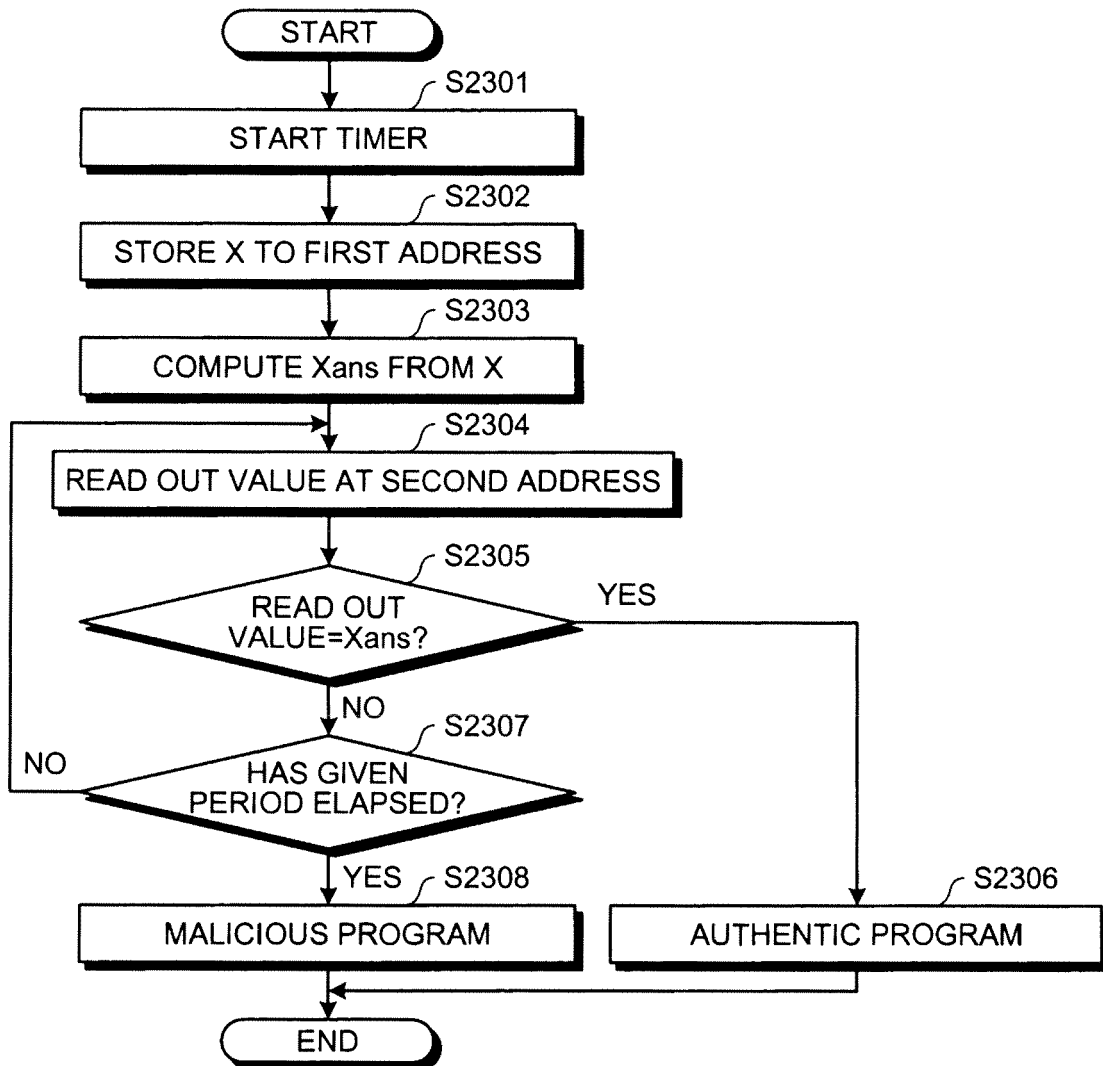 START
S2301
START TIMER
S2302
STORE X TO FIRST ADDRESS
S2303
COMPUTE Xans FROM X
S2304
READ OUT VALUE AT SECOND ADDRESS
S2305
READ OUT
VALUE=Xans?
YES
NO
S2307
NO
HAS GIVEN
PERIOD ELAPSED?
YES
S2308
MALICIOUS PROGRAM
S2306
AUTHENTIC PROGRAM
END